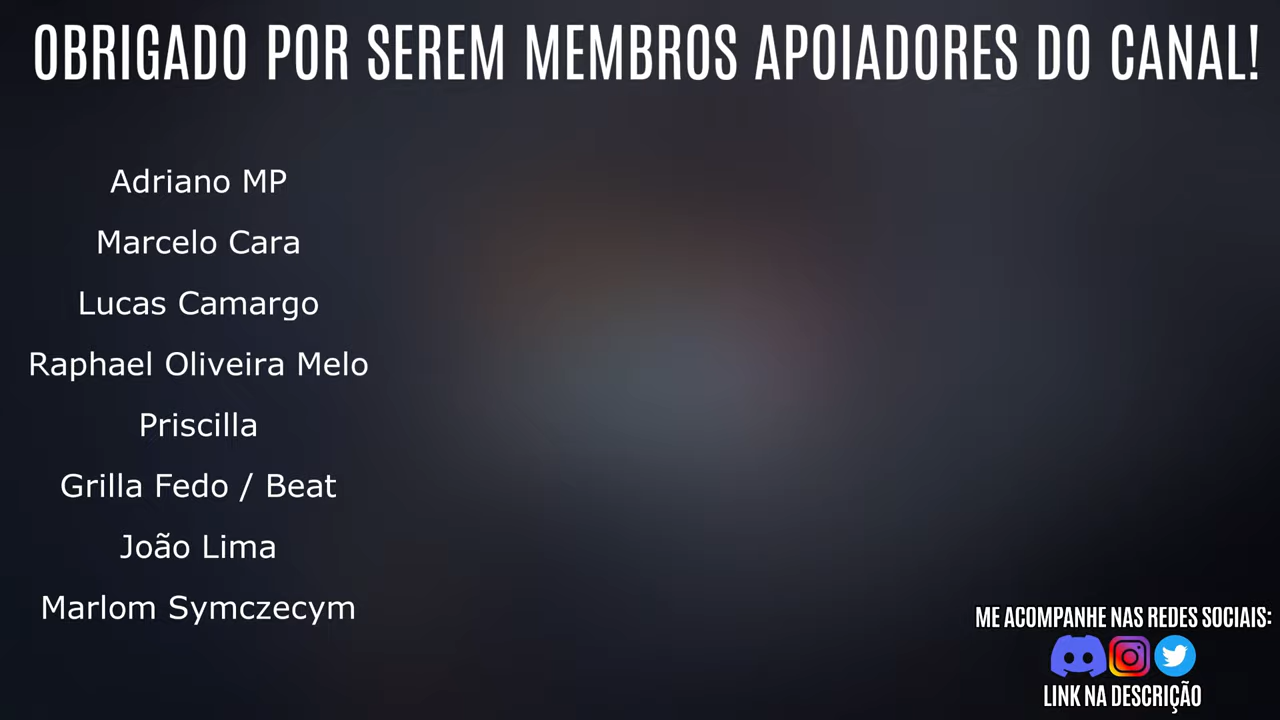 OBRIGADO POR SEREM MEMBROS APOIADORES DO CANAL!
Adriano MP
Marcelo Cara
Lucas Camargo
Raphael Oliveira Melo
Priscilla
Grilla Fedo / Beat
João Lima
Marlom Symczecym
ME ACOMPANHE NAS REDES SOCIAIS:
LINK NA DESCRIÇÃO